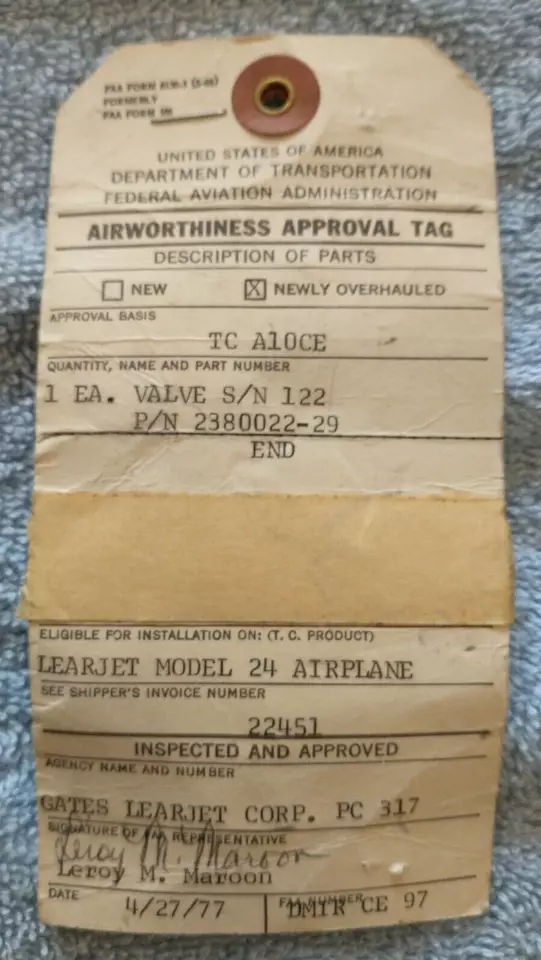 FAA FORM 8130-3 (5-68)
FORMERLY
FAA FORM 186
UNITED STATES OF AMERICA
DEPARTMENT OF TRANSPORTATION
FEDERAL AVIATION ADMINISTRATION
AIRWORTHINESS APPROVAL TAG
DESCRIPTION OF PARTS
NEW X NEWLY OVERHAULED
APPROVAL BASIS
TC A10CE
QUANTITY, NAME AND PART NUMBER
1 EA. VALVE S/N 122
P/N 2380022-29
END
ELIGIBLE FOR INSTALLATION ON: (T. C. PRODUCT)
LEARJET MODEL 24 AIRPLANE
SEE SHIPPER'S INVOICE NUMBER
22451
INSPECTED AND APPROVED
AGENCY NAME AND NUMBER
GATES LEARJET CORP. PC 317
SIGNATURE OF FAA REPRESENTATIVE
Leroy M. Maroon
Leroy M. Maroon
DATE FAA NUMBER
4/27/77 DMIR CE 97